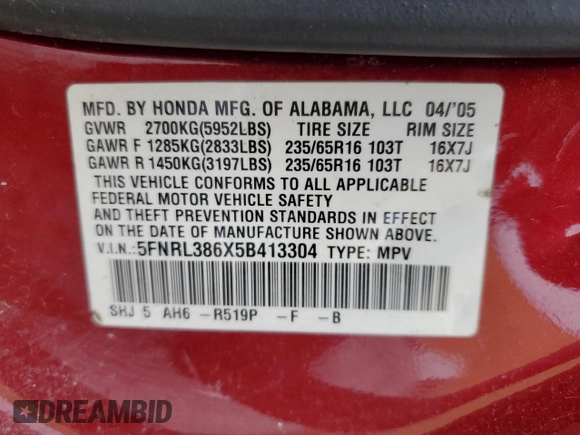 MFD. BY HONDA MFG. OF ALABAMA, LLC 04/'05
GVWR 2700KG(5952LBS) TIRE SIZE RIM SIZE
GAWR F 1285KG(2833LBS) 235/65R16 103T 16X7J
GAWR R 1450KG(3197LBS) 235/65R16 103T 16X7J
THIS VEHICLE CONFORMS TO ALL APPLICABLE
FEDERAL MOTOR VEHICLE SAFETY
AND THEFT PREVENTION STANDARDS IN EFFECT
ON THE DATE OF MANUFACTURE SHOWN ABOVE.
V.I.N.: 5FNRL386X5B413304 TYPE: MPV
SHJ 5 AH6 -R519P -F -B
DREAMBID